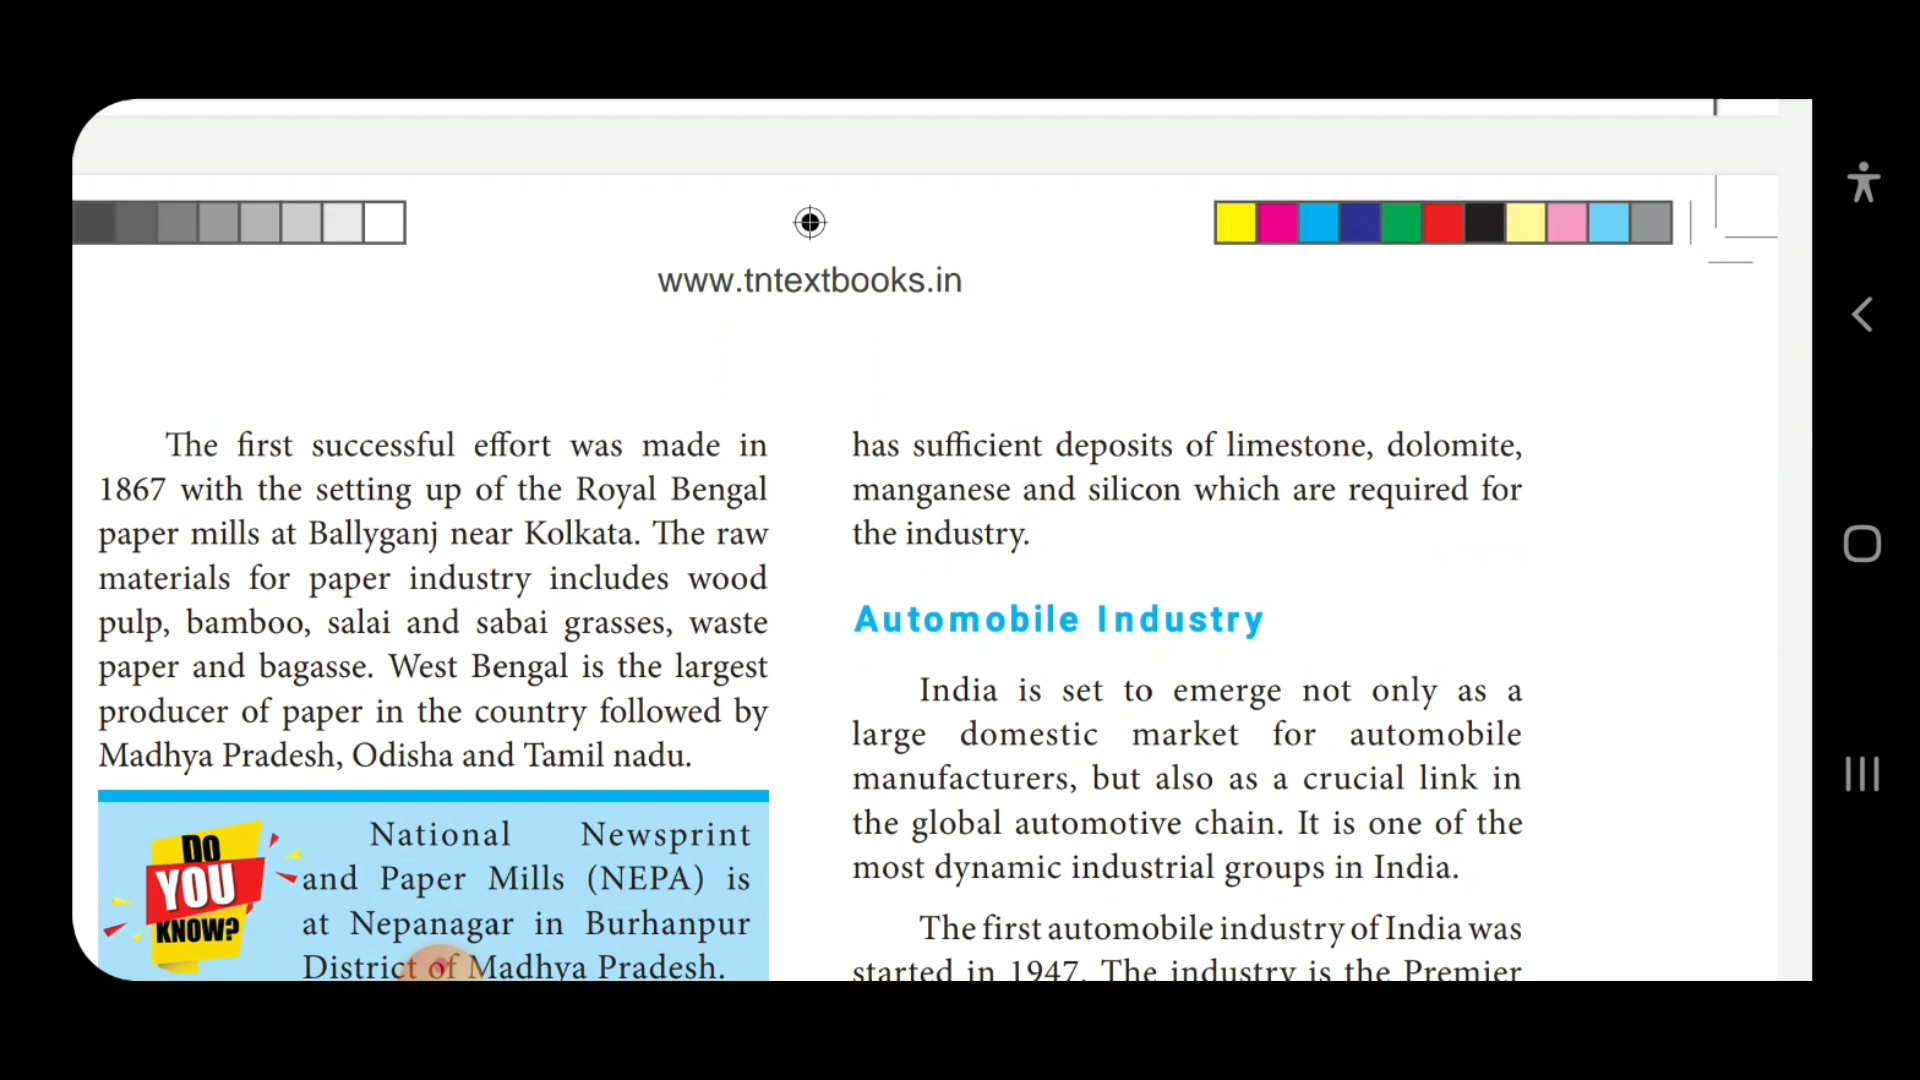 www.tntextbooks.in
The first successful effort was made in
1867 with the setting up of the Royal Bengal
paper mills at Ballyganj near Kolkata. The raw
materials for paper industry includes wood
pulp, bamboo, salai and sabai grasses, waste
paper and bagasse. West Bengal is the largest
producer of paper in the country followed by
Madhya Pradesh, Odisha and Tamil nadu.
DO
YOU
KNOW?
National Newsprint
and Paper Mills (NEPA) is
at Nepanagar in Burhanpur
District of Madhya Pradesh.
has sufficient deposits of limestone, dolomite,
manganese and silicon which are required for
the industry.
Automobile Industry
India is set to emerge not only as a
large domestic market for automobile
manufacturers, but also as a crucial link in
the global automotive chain. It is one of the
most dynamic industrial groups in India.
The first automobile industry of India was
started in 1947. The industry is the Premier